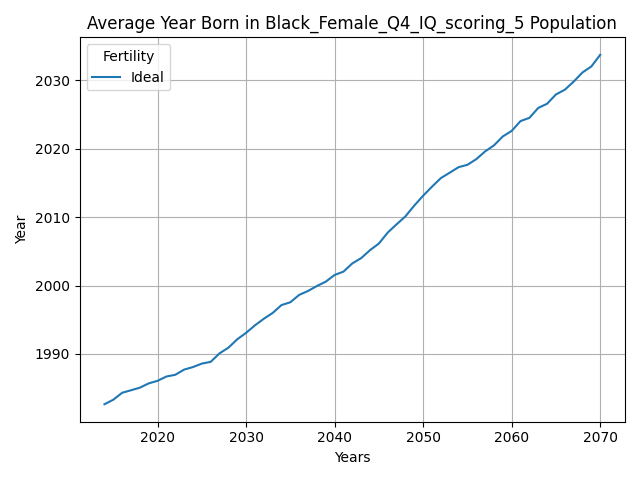 Average Year Born in Black_Female_Q4_IQ_scoring_5 Population
Fertility
Ideal
Year
2030
2020
2010
2000
1990
2020 2030 2040 2050 2060 2070
Years